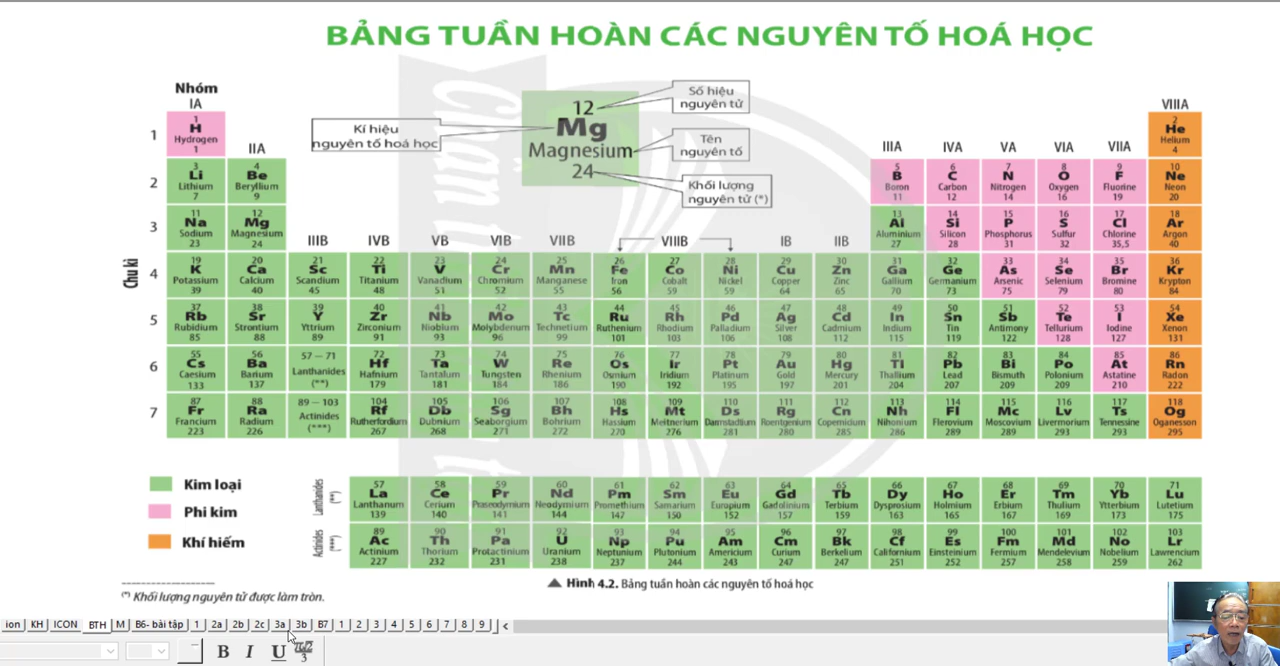 BẢNG TUẦN HOÀN CÁC NGUYÊN TỐ HOÁ HỌC
Nhóm
IA
IIA
IIIB
IVB
VB
VIB
VIIB
VIIIB
IB
IIB
IIIA
IVA
VA
VIA
VIIA
VIIIA
Kí hiệu
nguyên tố hoá học
12
Mg
Magnesium
24
Số hiệu
nguyên tử
Tên
nguyên tố
Khối lượng
nguyên tử (*)
Chu kì
1
1 H Hydrogen 1
2 He Helium 4
2
3 Li Lithium 7
4 Be Beryllium 9
5 B Boron 11
6 C Carbon 12
7 N Nitrogen 14
8 O Oxygen 16
9 F Fluorine 19
10 Ne Neon 20
3
11 Na Sodium 23
12 Mg Magnesium 24
13 Al Aluminium 27
14 Si Silicon 28
15 P Phosphorus 31
16 S Sulfur 32
17 Cl Chlorine 35,5
18 Ar Argon 40
4
19 K Potassium 39
20 Ca Calcium 40
21 Sc Scandium 45
22 Ti Titanium 48
23 V Vanadium 51
24 Cr Chromium 52
25 Mn Manganese 55
26 Fe Iron 56
27 Co Cobalt 59
28 Ni Nickel 59
29 Cu Copper 64
30 Zn Zinc 65
31 Ga Gallium 70
32 Ge Germanium 73
33 As Arsenic 75
34 Se Selenium 79
35 Br Bromine 80
36 Kr Krypton 84
5
37 Rb Rubidium 85
38 Sr Strontium 88
39 Y Yttrium 89
40 Zr Zirconium 91
41 Nb Niobium 93
42 Mo Molybdenum 96
43 Tc Technetium 99
44 Ru Ruthenium 101
45 Rh Rhodium 103
46 Pd Palladium 106
47 Ag Silver 108
48 Cd Cadmium 112
49 In Indium 115
50 Sn Tin 119
51 Sb Antimony 122
52 Te Tellurium 128
53 I Iodine 127
54 Xe Xenon 131
6
55 Cs Caesium 133
56 Ba Barium 137
57 – 71 Lanthanides (**)
72 Hf Hafnium 179
73 Ta Tantalum 181
74 W Tungsten 184
75 Re Rhenium 186
76 Os Osmium 190
77 Ir Iridium 192
78 Pt Platinum 195
79 Au Gold 197
80 Hg Mercury 201
81 Tl Thallium 204
82 Pb Lead 207
83 Bi Bismuth 209
84 Po Polonium 209
85 At Astatine 210
86 Rn Radon 222
7
87 Fr Francium 223
88 Ra Radium 226
89 – 103 Actinides (***)
104 Rf Rutherfordium 267
105 Db Dubnium 268
106 Sg Seaborgium 271
107 Bh Bohrium 272
108 Hs Hassium 270
109 Mt Meitnerium 276
110 Ds Darmstadtium 281
111 Rg Roentgenium 280
112 Cn Copernicium 285
113 Nh Nihonium 286
114 Fl Flerovium 289
115 Mc Moscovium 289
116 Lv Livermorium 293
117 Ts Tennessine 293
118 Og Oganesson 295
Kim loại
Phi kim
Khí hiếm
Lanthanides (**)
57 La Lanthanum 139
58 Ce Cerium 140
59 Pr Praseodymium 141
60 Nd Neodymium 144
61 Pm Promethium 147
62 Sm Samarium 150
63 Eu Europium 152
64 Gd Gadolinium 157
65 Tb Terbium 159
66 Dy Dysprosium 163
67 Ho Holmium 165
68 Er Erbium 167
69 Tm Thulium 169
70 Yb Ytterbium 173
71 Lu Lutetium 175
Actinides (***)
89 Ac Actinium 227
90 Th Thorium 232
91 Pa Protactinium 231
92 U Uranium 238
93 Np Neptunium 237
94 Pu Plutonium 244
95 Am Americium 243
96 Cm Curium 247
97 Bk Berkelium 247
98 Cf Californium 251
99 Es Einsteinium 252
100 Fm Fermium 257
101 Md Mendelevium 258
102 No Nobelium 259
103 Lr Lawrencium 262
▲ Hình 4.2. Bảng tuần hoàn các nguyên tố hoá học
(*) Khối lượng nguyên tử được làm tròn.
ion KH ICON BTH M B6- bài tập 1 2a 2b 2c 3a 3b B7 1 2 3 4 5 6 7 8 9
B I U